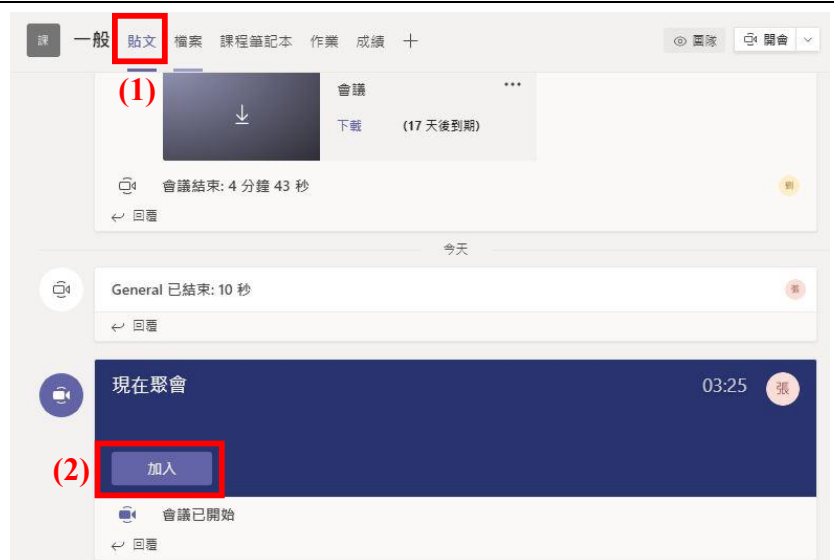 課 一般 貼文 檔案 課程筆記本 作業 成績 + 團隊 開會
(1)
會議 ...
下載 (17 天後到期)
會議結束: 4 分鐘 43 秒 劉
回覆
今天
General 已結束: 10 秒 張
回覆
現在聚會 03:25 張
(2) 加入
會議已開始
回覆